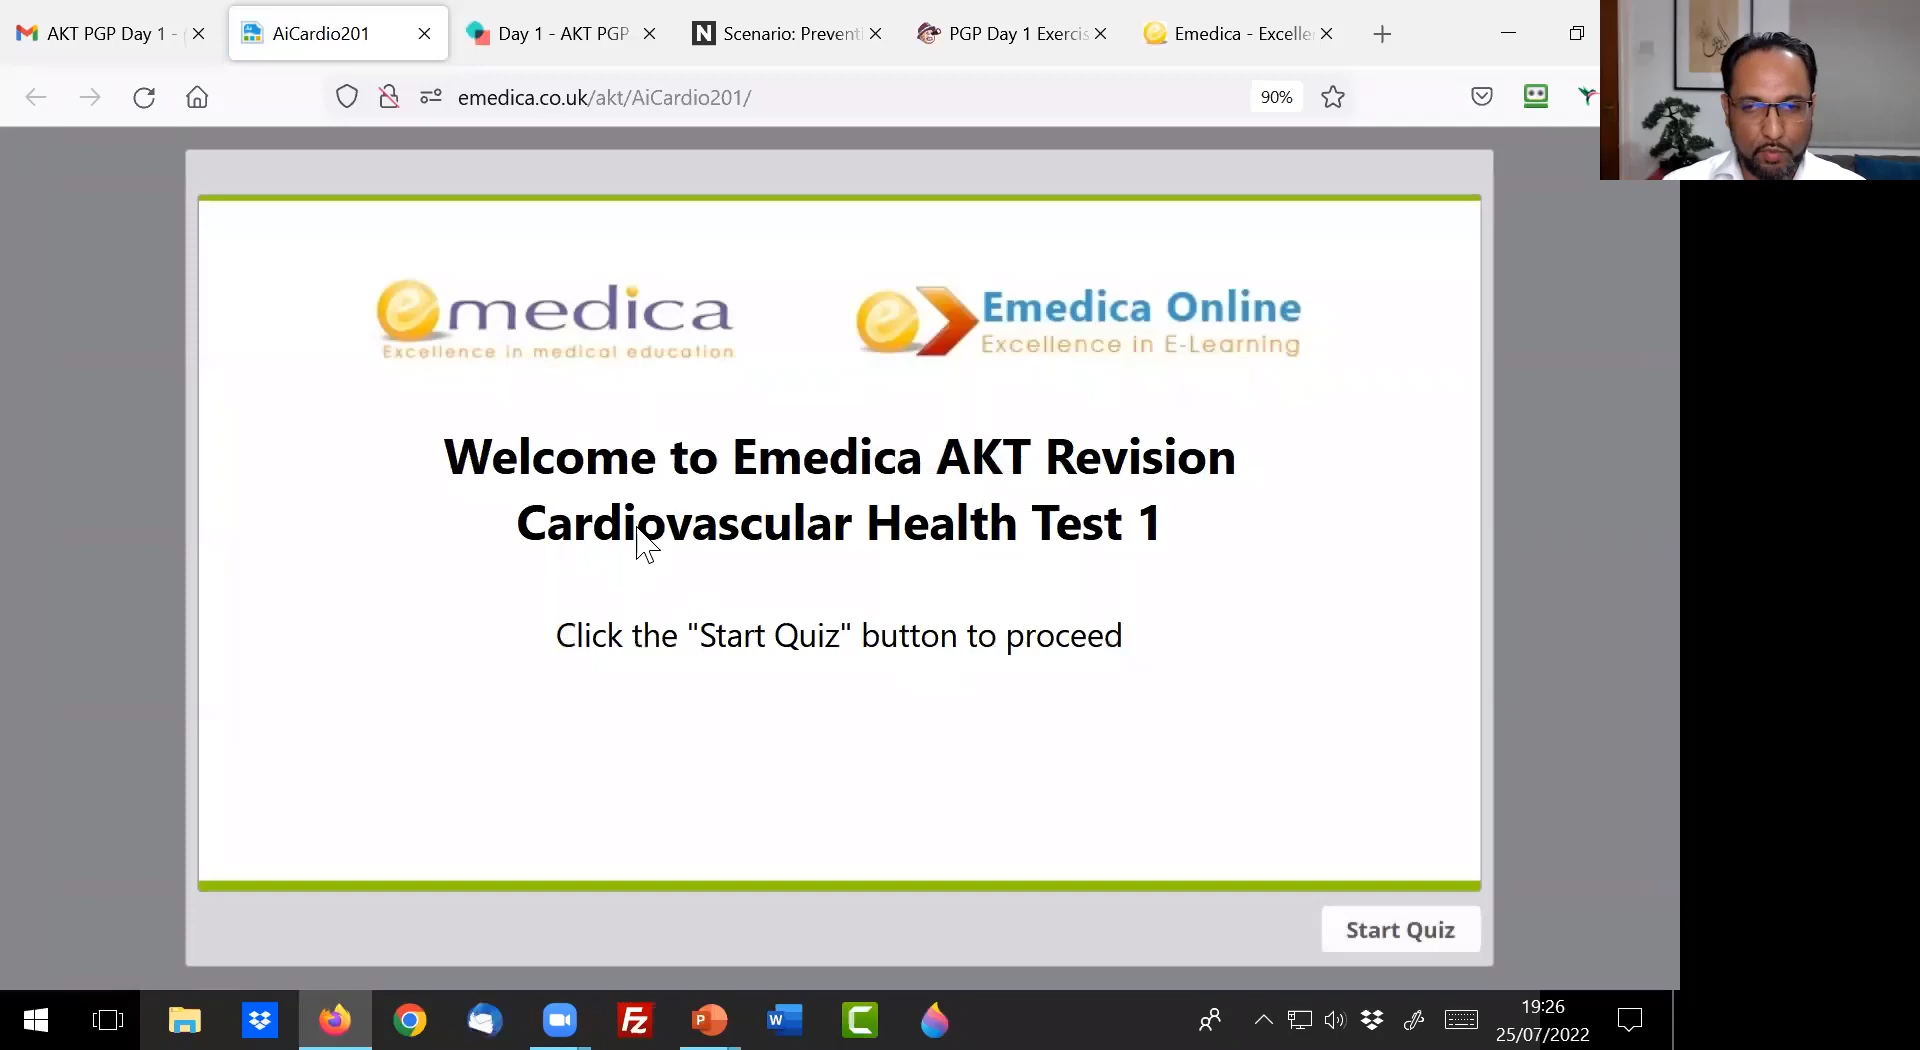 AKT PGP Day 1 -
AiCardio201
Day 1 - AKT PGP
Scenario: Preventi
PGP Day 1 Exercis
Emedica - Exceller
emedica.co.uk/akt/AiCardio201/
90%
emedica
Excellence in medical education
Emedica Online
Excellence in E-Learning
Welcome to Emedica AKT Revision
Cardiovascular Health Test 1
Click the "Start Quiz" button to proceed
Start Quiz
19:26
25/07/2022